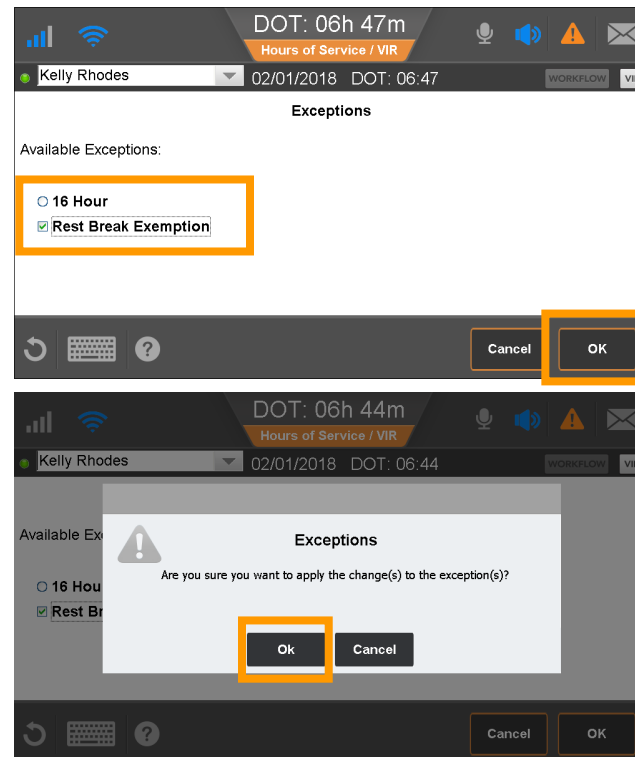 DOT: 06h 47m
Hours of Service / VIR
Kelly Rhodes
02/01/2018 DOT: 06:47
WORKFLOW
Exceptions
Available Exceptions:
16 Hour
Rest Break Exemption
Cancel
OK
DOT: 06h 44m
Hours of Service / VIR
Kelly Rhodes
02/01/2018 DOT: 06:44
WORKFLOW
Available Ex
Exceptions
Are you sure you want to apply the change(s) to the exception(s)?
16 Hou
Rest Br
Ok
Cancel
Cancel
OK